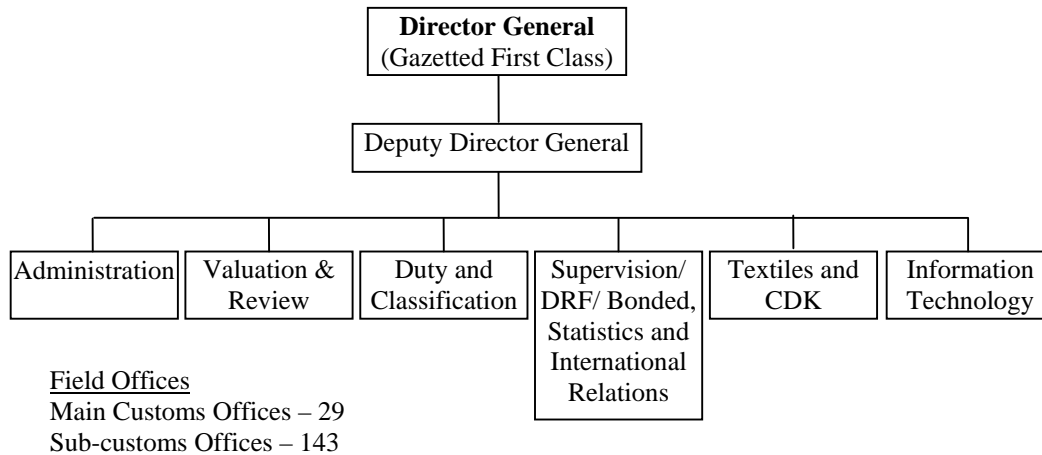 Director General
(Gazetted First Class)
Deputy Director General
Administration
Valuation &
Review
Duty and
Classification
Supervision/
DRF/ Bonded,
Statistics and
International
Relations
Textiles and
CDK
Information
Technology
Field Offices
Main Customs Offices – 29
Sub-customs Offices – 143